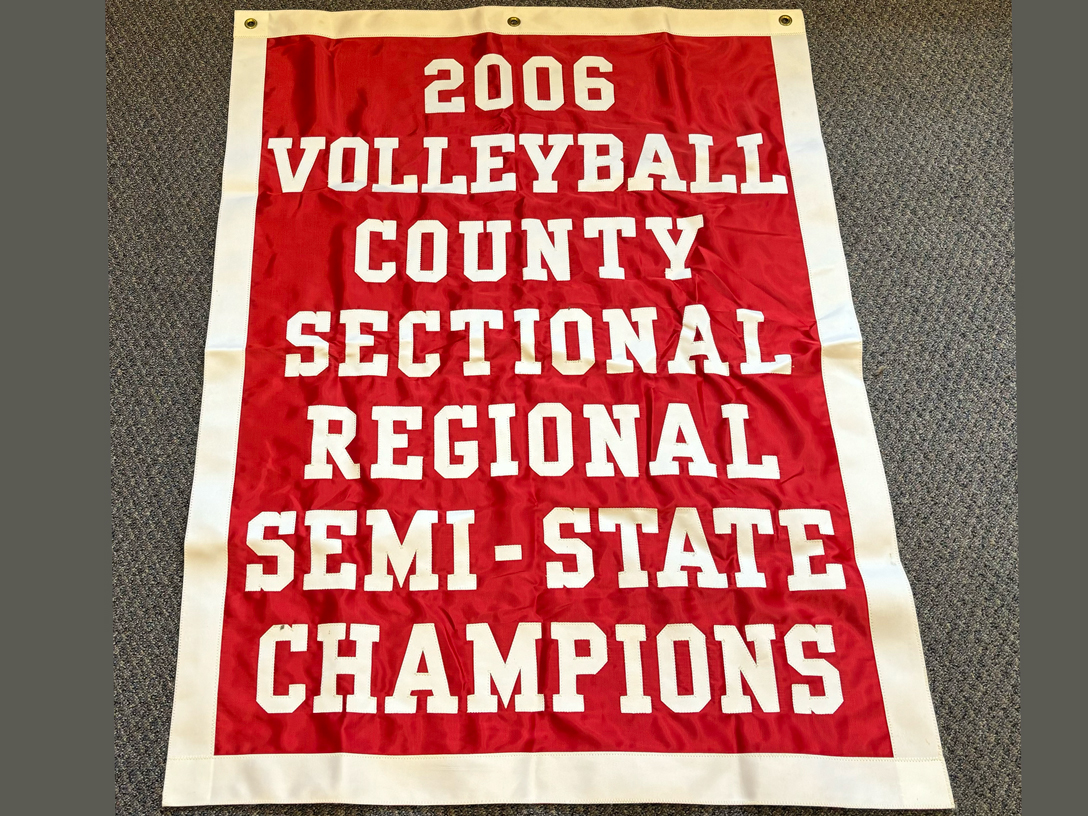 2006
VOLLEYBALL
COUNTY
SECTIONAL
REGIONAL
SEMI-STATE
CHAMPIONS